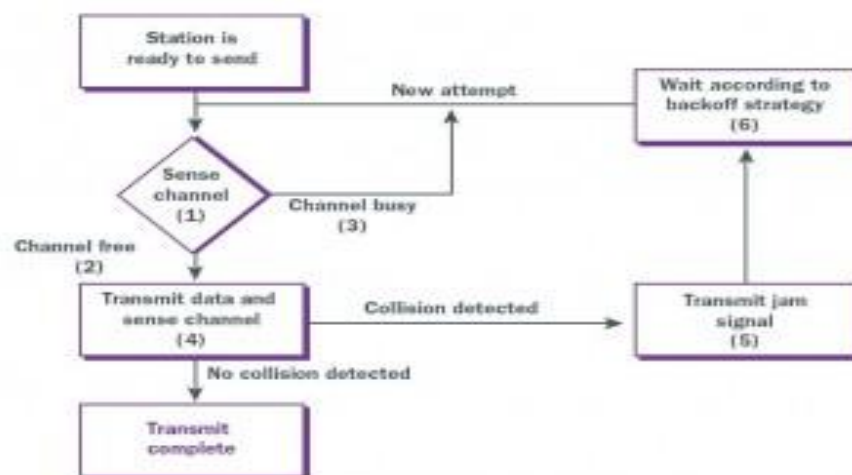 Station is
ready to send
New attempt
Wait according to
backoff strategy
(6)
Sense
channel
(1)
Channel busy
(3)
Channel free
(2)
Transmit data and
sense channel
(4)
Collision detected
Transmit jam
signal
(5)
No collision detected
Transmit
complete